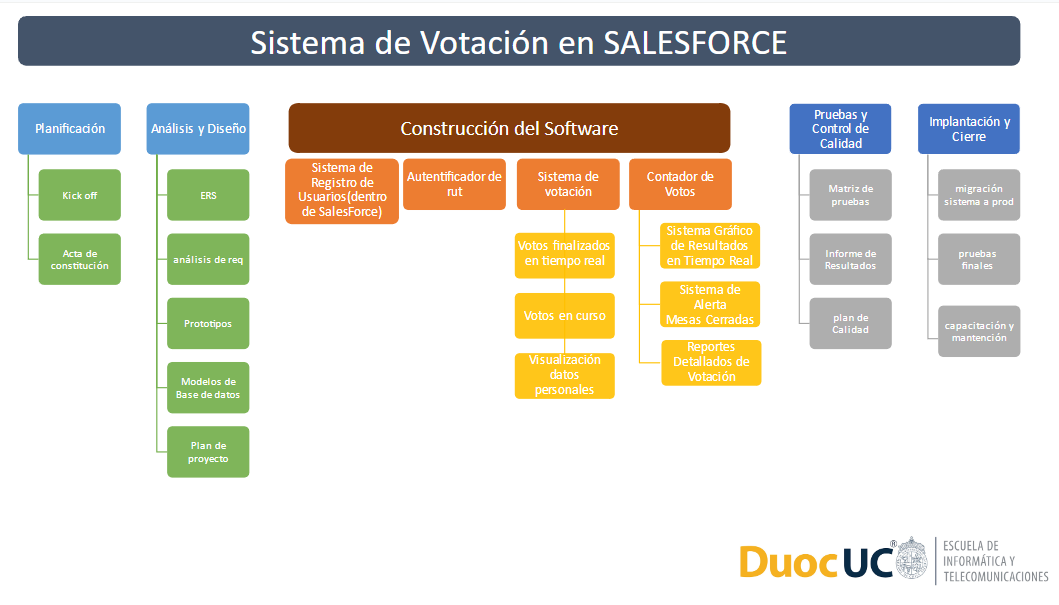 Sistema de Votación en SALESFORCE
Planificación
Kick off
Acta de
constitución
Análisis y Diseño
ERS
análisis de req
Prototipos
Modelos de
Base de datos
Plan de
proyecto
Construcción del Software
Sistema de
Registro de
Usuarios(dentro
de SalesForce)
Autentificador de
rut
Sistema de
votación
Votos finalizados
en tiempo real
Votos en curso
Visualización
datos
personales
Contador de
Votos
Sistema Gráfico
de Resultados
en Tiempo Real
Sistema de
Alerta
Mesas Cerradas
Reportes
Detallados de
Votación
Pruebas y
Control de
Calidad
Matriz de
pruebas
Informe de
Resultados
plan de
Calidad
Implantación y
Cierre
migración
sistema a prod
pruebas
finales
capacitación y
mantención
Duoc UC®
ESCUELA DE
INFORMÁTICA Y
TELECOMUNICACIONES